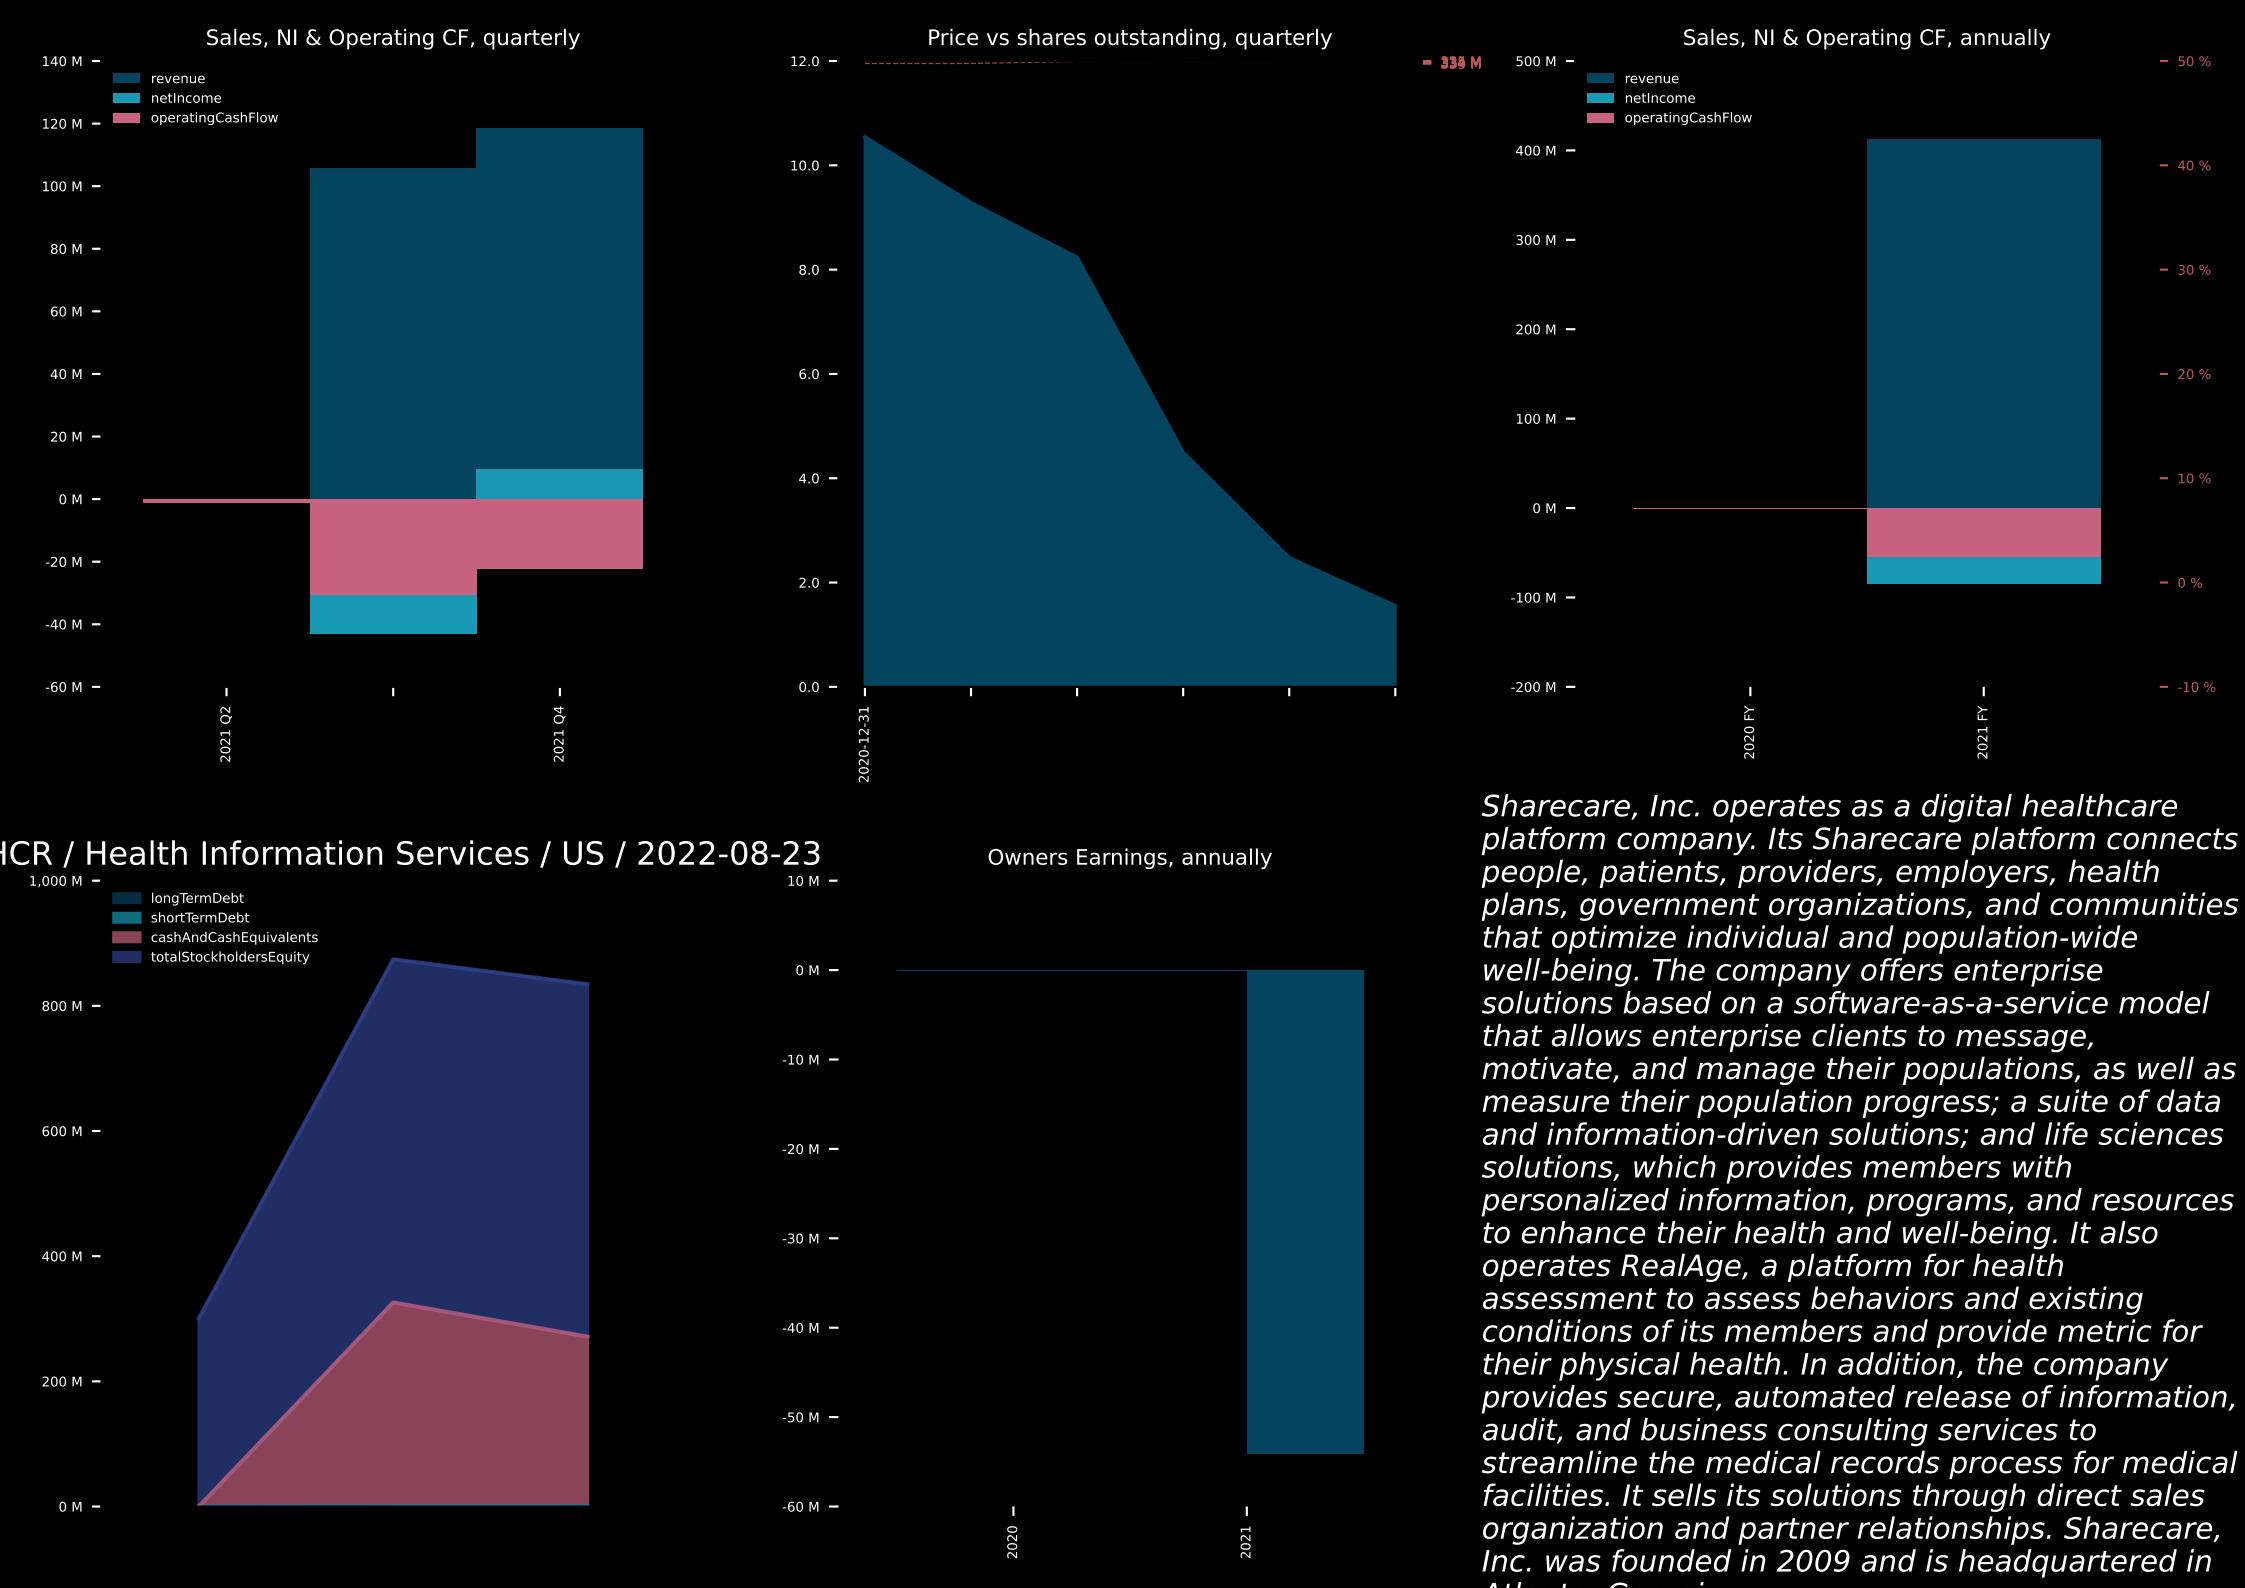 Sales, NI & Operating CF, quarterly
140 M
120 M
100 M
80 M
60 M
40 M
20 M
0 M
-20 M
-40 M
-60 M
revenue
netIncome
operatingCashFlow
2021 Q2
2021 Q4
Price vs shares outstanding, quarterly
12.0
10.0
8.0
6.0
4.0
2.0
0.0
2020-12-31
Sales, NI & Operating CF, annually
500 M
400 M
300 M
200 M
100 M
0 M
-100 M
-200 M
revenue
netIncome
operatingCashFlow
50 %
40 %
30 %
20 %
10 %
0 %
-10 %
2020 FY
2021 FY
HCR / Health Information Services / US / 2022-08-23
1,000 M
800 M
600 M
400 M
200 M
0 M
longTermDebt
shortTermDebt
cashAndCashEquivalents
totalStockholdersEquity
Owners Earnings, annually
10 M
0 M
-10 M
-20 M
-30 M
-40 M
-50 M
-60 M
2020
2021
Sharecare, Inc. operates as a digital healthcare
platform company. Its Sharecare platform connects
people, patients, providers, employers, health
plans, government organizations, and communities
that optimize individual and population-wide
well-being. The company offers enterprise
solutions based on a software-as-a-service model
that allows enterprise clients to message,
motivate, and manage their populations, as well as
measure their population progress; a suite of data
and information-driven solutions; and life sciences
solutions, which provides members with
personalized information, programs, and resources
to enhance their health and well-being. It also
operates RealAge, a platform for health
assessment to assess behaviors and existing
conditions of its members and provide metric for
their physical health. In addition, the company
provides secure, automated release of information,
audit, and business consulting services to
streamline the medical records process for medical
facilities. It sells its solutions through direct sales
organization and partner relationships. Sharecare,
Inc. was founded in 2009 and is headquartered in